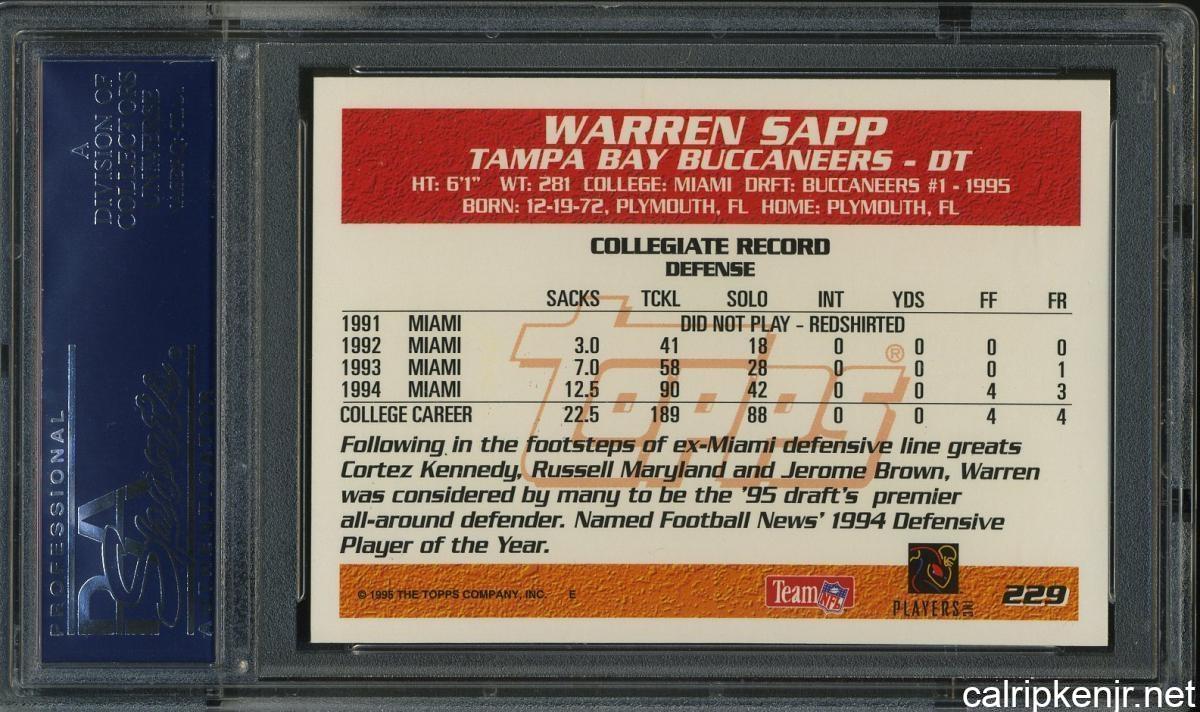 A
DIVISION OF
COLLECTORS
UNIVERSE
PROFESSIONAL
PSA
WARREN SAPP
TAMPA BAY BUCCANEERS - DT
HT: 6'1" WT: 281 COLLEGE: MIAMI DRFT: BUCCANEERS #1 - 1995
BORN: 12-19-72, PLYMOUTH, FL HOME: PLYMOUTH, FL
COLLEGIATE RECORD
DEFENSE
SACKS TCKL SOLO INT YDS FF FR
1991 MIAMI DID NOT PLAY - REDSHIRTED
1992 MIAMI 3.0 41 18 0 0 0 0
1993 MIAMI 7.0 58 28 0 0 0 1
1994 MIAMI 12.5 90 42 0 0 4 3
COLLEGE CAREER 22.5 189 88 0 0 4 4
Topps ®
Following in the footsteps of ex-Miami defensive line greats
Cortez Kennedy, Russell Maryland and Jerome Brown, Warren
was considered by many to be the '95 draft's premier
all-around defender. Named Football News' 1994 Defensive
Player of the Year.
© 1995 THE TOPPS COMPANY, INC. E
Team NFL
PLAYERS INC
229
calripkenjr.net